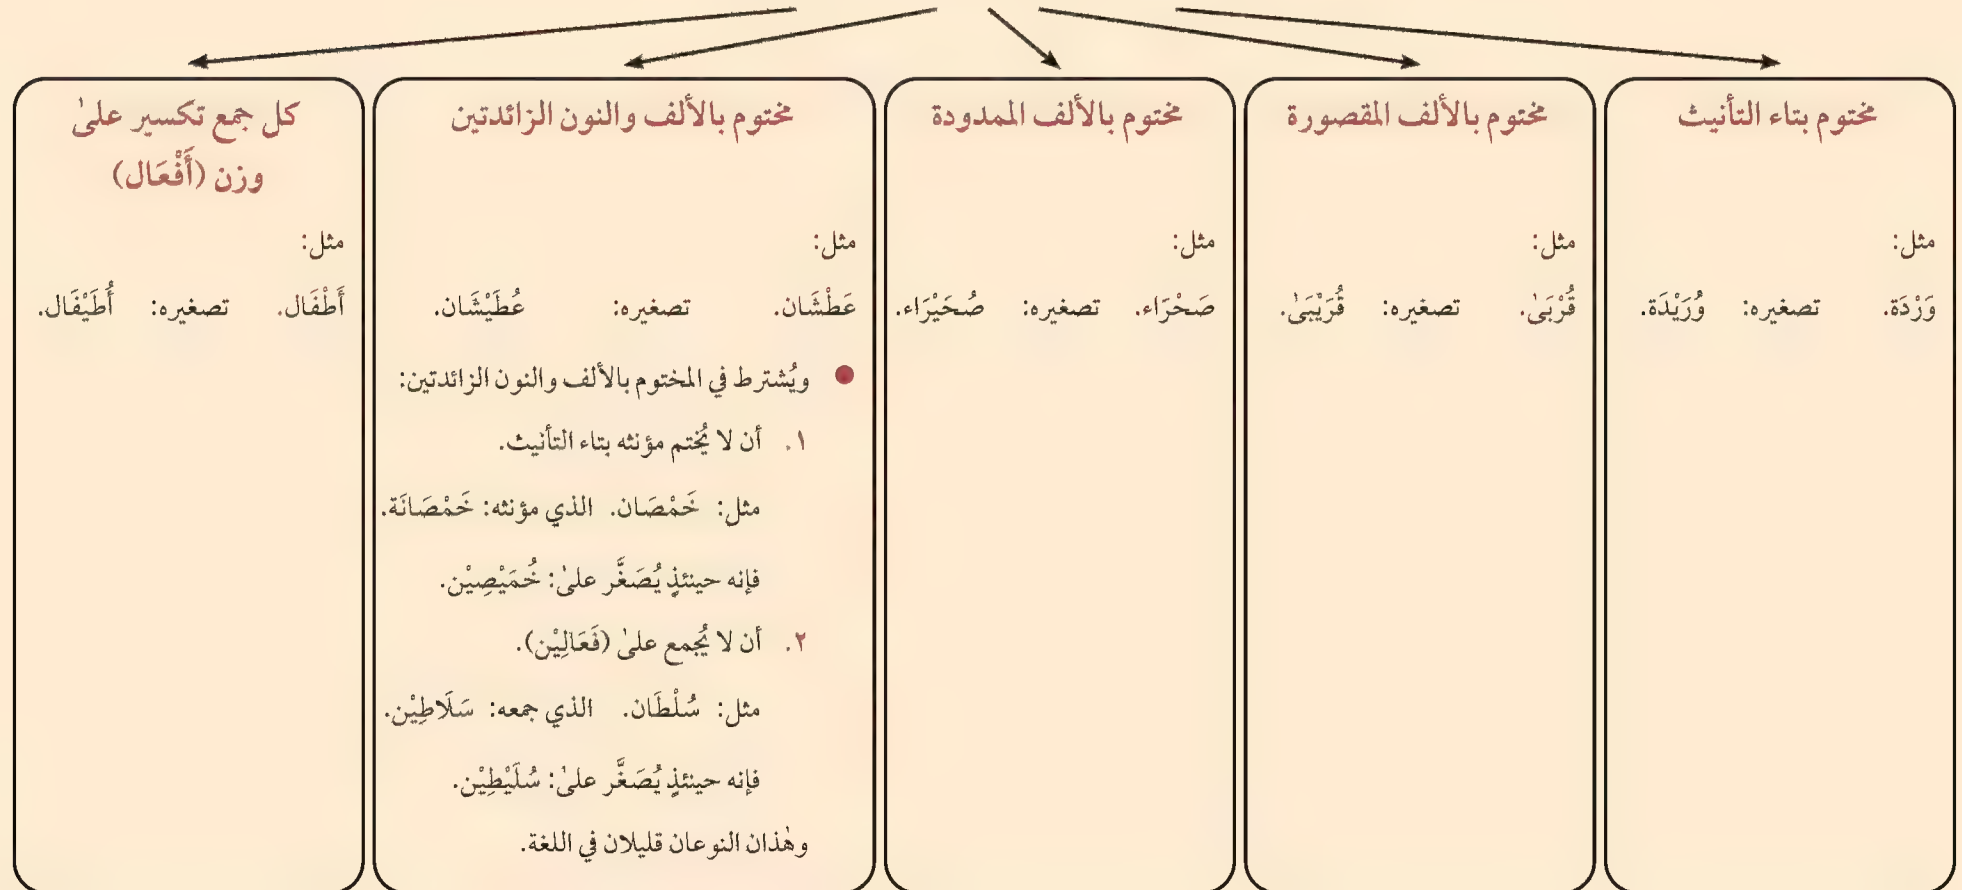 مختوم بتاء التأنيث
مثل:
وَرْدَة. تصغيره: وُرَيْدَة.
مختوم بالألف المقصورة
مثل:
قُرْبَىٰ. تصغيره: قُرَيْبَىٰ.
مختوم بالألف الممدودة
مثل:
صَحْرَاء. تصغيره: صُحَيْرَاء.
مختوم بالألف والنون الزائدتين
مثل:
عَطْشَان. تصغيره: عُطَيْشَان.
ويُشترط في المختوم بالألف والنون الزائدتين:
١. أن لا يُختم مؤنثه بتاء التأنيث.
مثل: خَمْصَان. الذي مؤنثه: خَمْصَانَة.
فإنه حينئذٍ يُصَغَّر علىٰ: خُمَيْصِيْن.
٢. أن لا يُجمع علىٰ (فَعَالِيْن).
مثل: سُلْطَان. الذي جمعه: سَلَاطِيْن.
فإنه حينئذٍ يُصَغَّر علىٰ: سُلَيْطِيْن.
وهٰذان النوعان قليلان في اللغة.
كل جمع تكسير علىٰ
وزن (أَفْعَال)
مثل:
أَطْفَال. تصغيره: أُطَيْفَال.